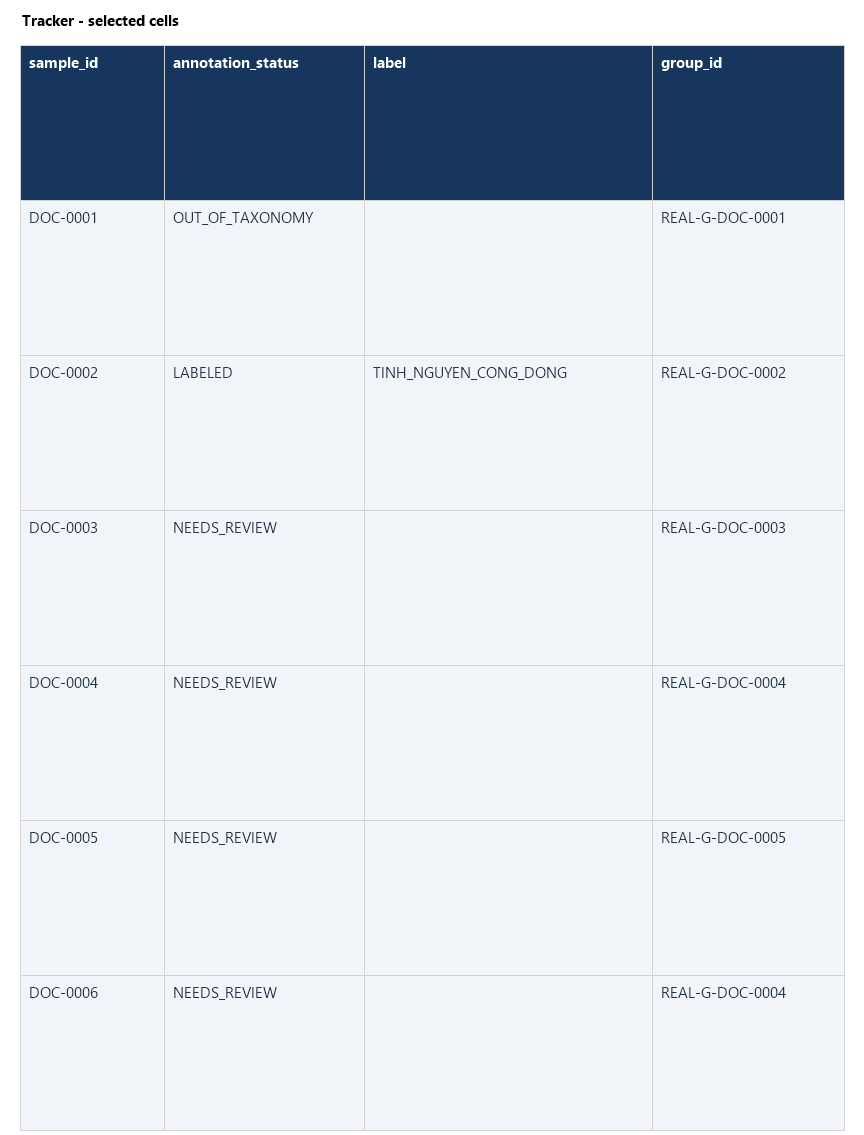 Tracker - selected cells
sample_id annotation_status label group_id
DOC-0001 OUT_OF_TAXONOMY REAL-G-DOC-0001
DOC-0002 LABELED TINH_NGUYEN_CONG_DONG REAL-G-DOC-0002
DOC-0003 NEEDS_REVIEW REAL-G-DOC-0003
DOC-0004 NEEDS_REVIEW REAL-G-DOC-0004
DOC-0005 NEEDS_REVIEW REAL-G-DOC-0005
DOC-0006 NEEDS_REVIEW REAL-G-DOC-0004